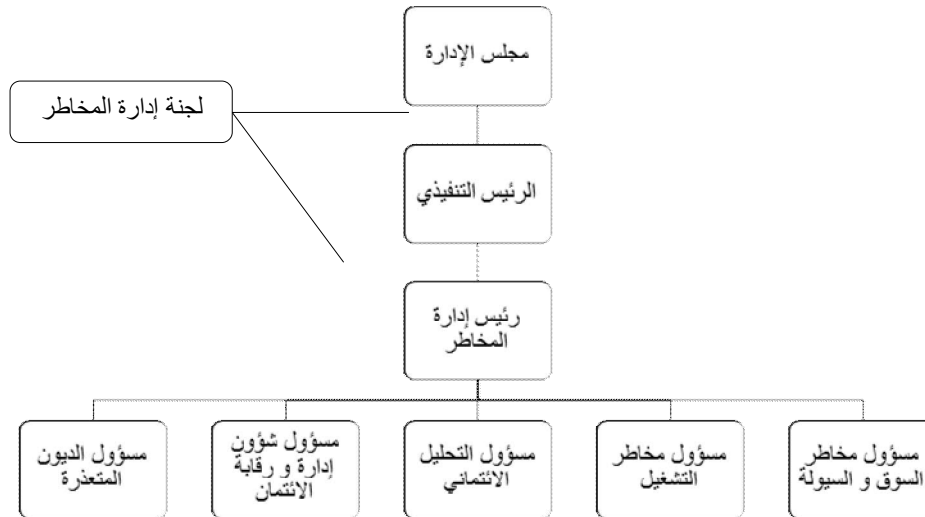 مجلس الإدارة
لجنة إدارة المخاطر
الرئيس التنفيذي
رئيس إدارة
المخاطر
مسؤول مخاطر
السوق و السيولة
مسؤول مخاطر
التشغيل
مسؤول التحليل
الائتماني
مسؤول شؤون
إدارة و رقابة
الائتمان
مسؤول الديون
المتعذرة